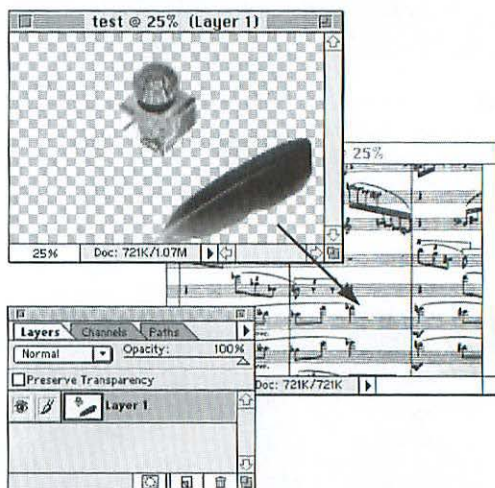 test @ 25% (Layer 1)
25%
25% Doc: 721K/1.07M
Layers Channels Paths
Normal Opacity: 100%
Preserve Transparency
Layer 1
Doc: 721K/721K